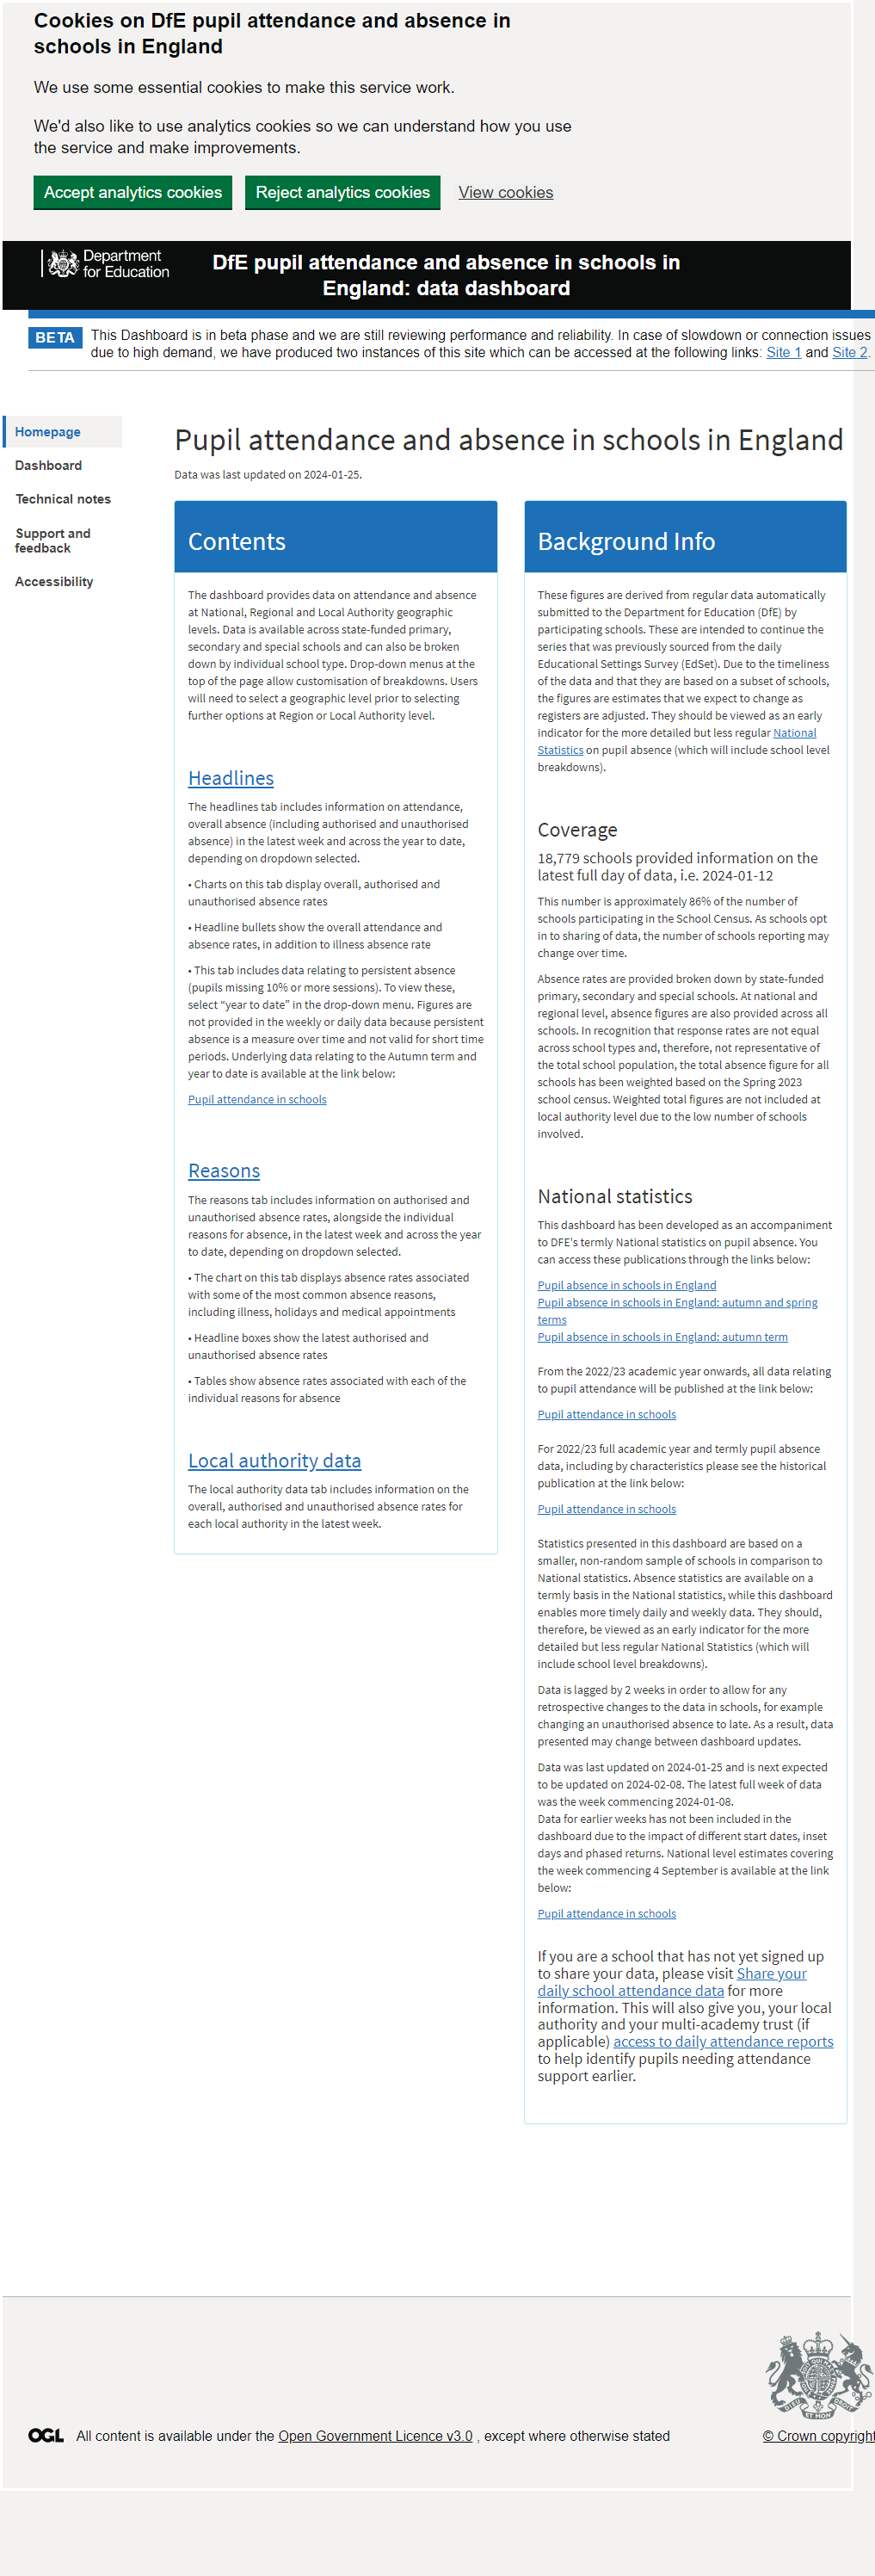 Cookies on DfE pupil attendance and absence in
schools in England
We use some essential cookies to make this service work.
We'd also like to use analytics cookies so we can understand how you use
the service and make improvements.
Accept analytics cookies
Reject analytics cookies
View cookies
Department
for Education
DfE pupil attendance and absence in schools in
England: data dashboard
BETA
This Dashboard is in beta phase and we are still reviewing performance and reliability. In case of slowdown or connection issues
due to high demand, we have produced two instances of this site which can be accessed at the following links: Site 1 and Site 2.
Homepage
Dashboard
Technical notes
Support and
feedback
Accessibility
Pupil attendance and absence in schools in England
Data was last updated on 2024-01-25.
Contents
The dashboard provides data on attendance and absence
at National, Regional and Local Authority geographic
levels. Data is available across state-funded primary,
secondary and special schools and can also be broken
down by individual school type. Drop-down menus at the
top of the page allow customisation of breakdowns. Users
will need to select a geographic level prior to selecting
further options at Region or Local Authority level.
Headlines
The headlines tab includes information on attendance,
overall absence (including authorised and unauthorised
absence) in the latest week and across the year to date,
depending on dropdown selected.
• Charts on this tab display overall, authorised and
unauthorised absence rates
• Headline bullets show the overall attendance and
absence rates, in addition to illness absence rate
• This tab includes data relating to persistent absence
(pupils missing 10% or more sessions). To view these,
select “year to date” in the drop-down menu. Figures are
not provided in the weekly or daily data because persistent
absence is a measure over time and not valid for short time
periods. Underlying data relating to the Autumn term and
year to date is available at the link below:
Pupil attendance in schools
Reasons
The reasons tab includes information on authorised and
unauthorised absence rates, alongside the individual
reasons for absence, in the latest week and across the year
to date, depending on dropdown selected.
• The chart on this tab displays absence rates associated
with some of the most common absence reasons,
including illness, holidays and medical appointments
• Headline boxes show the latest authorised and
unauthorised absence rates
• Tables show absence rates associated with each of the
individual reasons for absence
Local authority data
The local authority data tab includes information on the
overall, authorised and unauthorised absence rates for
each local authority in the latest week.
Background Info
These figures are derived from regular data automatically
submitted to the Department for Education (DfE) by
participating schools. These are intended to continue the
series that was previously sourced from the daily
Educational Settings Survey (EdSet). Due to the timeliness
of the data and that they are based on a subset of schools,
the figures are estimates that we expect to change as
registers are adjusted. They should be viewed as an early
indicator for the more detailed but less regular National
Statistics on pupil absence (which will include school level
breakdowns).
Coverage
18,779 schools provided information on the
latest full day of data, i.e. 2024-01-12
This number is approximately 86% of the number of
schools participating in the School Census. As schools opt
in to sharing of data, the number of schools reporting may
change over time.
Absence rates are provided broken down by state-funded
primary, secondary and special schools. At national and
regional level, absence figures are also provided across all
schools. In recognition that response rates are not equal
across school types and, therefore, not representative of
the total school population, the total absence figure for all
schools has been weighted based on the Spring 2023
school census. Weighted total figures are not included at
local authority level due to the low number of schools
involved.
National statistics
This dashboard has been developed as an accompaniment
to DFE's termly National statistics on pupil absence. You
can access these publications through the links below:
Pupil absence in schools in England
Pupil absence in schools in England: autumn and spring
terms
Pupil absence in schools in England: autumn term
From the 2022/23 academic year onwards, all data relating
to pupil attendance will be published at the link below:
Pupil attendance in schools
For 2022/23 full academic year and termly pupil absence
data, including by characteristics please see the historical
publication at the link below:
Pupil attendance in schools
Statistics presented in this dashboard are based on a
smaller, non-random sample of schools in comparison to
National statistics. Absence statistics are available on a
termly basis in the National statistics, while this dashboard
enables more timely daily and weekly data. They should,
therefore, be viewed as an early indicator for the more
detailed but less regular National Statistics (which will
include school level breakdowns).
Data is lagged by 2 weeks in order to allow for any
retrospective changes to the data in schools, for example
changing an unauthorised absence to late. As a result, data
presented may change between dashboard updates.
Data was last updated on 2024-01-25 and is next expected
to be updated on 2024-02-08. The latest full week of data
was the week commencing 2024-01-08.
Data for earlier weeks has not been included in the
dashboard due to the impact of different start dates, inset
days and phased returns. National level estimates covering
the week commencing 4 September is available at the link
below:
Pupil attendance in schools
If you are a school that has not yet signed up
to share your data, please visit Share your
daily school attendance data for more
information. This will also give you, your local
authority and your multi-academy trust (if
applicable) access to daily attendance reports
to help identify pupils needing attendance
support earlier.
OGL All content is available under the Open Government Licence v3.0 , except where otherwise stated
© Crown copyright